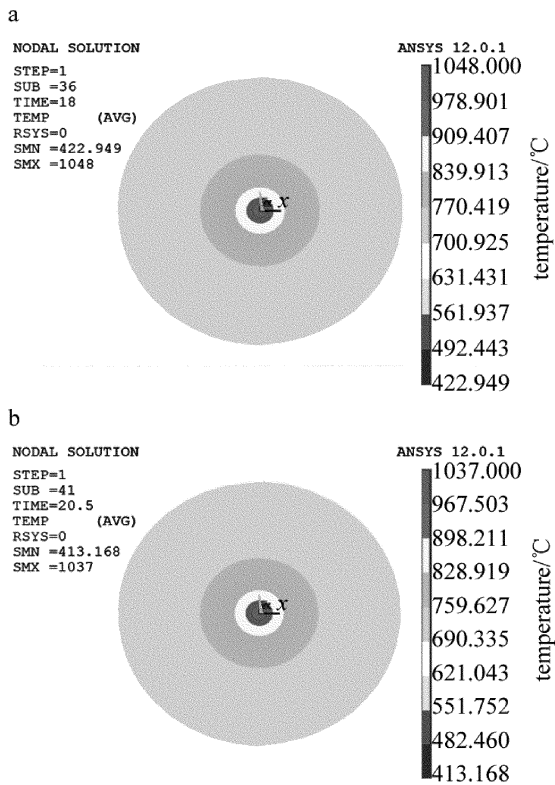 a
NODAL SOLUTION
STEP=1
SUB =36
TIME=18
TEMP (AVG)
RSYS=0
SMN =422.949
SMX =1048
x
ANSYS 12.0.1
1048.000
978.901
909.407
839.913
770.419
700.925
631.431
561.937
492.443
422.949
temperature/℃
b
NODAL SOLUTION
STEP=1
SUB =41
TIME=20.5
TEMP (AVG)
RSYS=0
SMN =413.168
SMX =1037
x
ANSYS 12.0.1
1037.000
967.503
898.211
828.919
759.627
690.335
621.043
551.752
482.460
413.168
temperature/℃